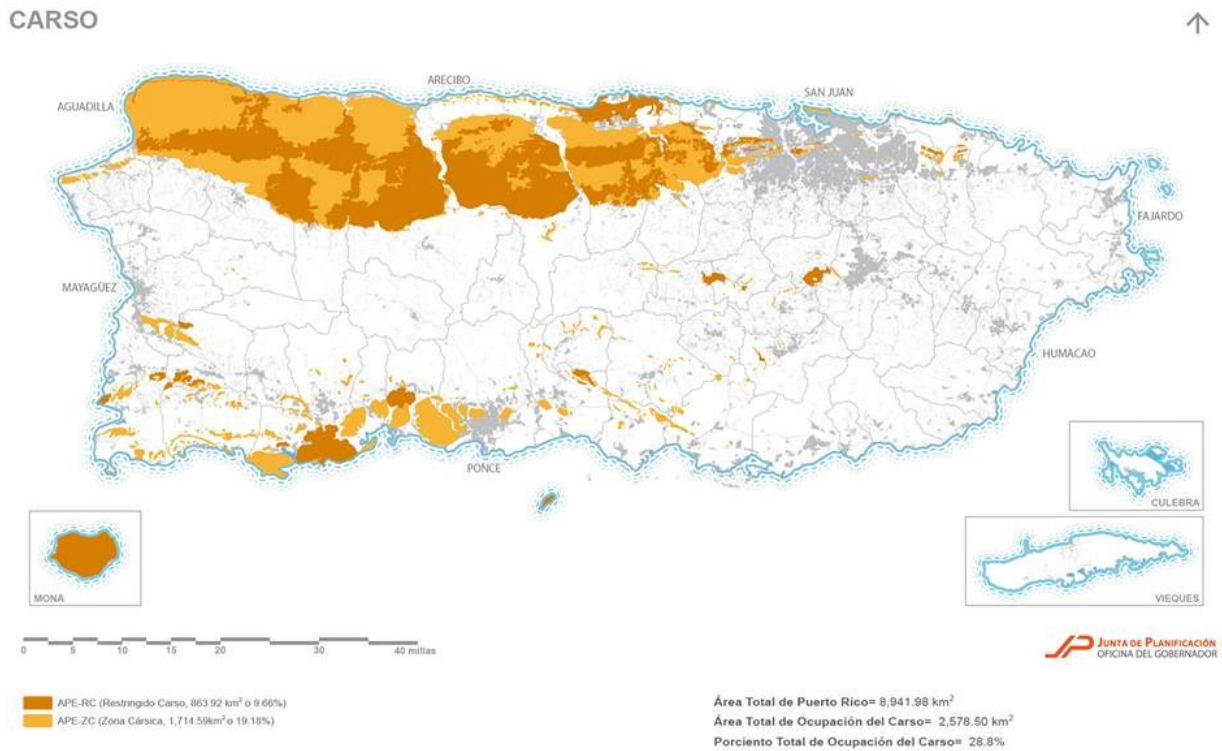 CARSO
ARECIBO
AGUADILLA
SAN JUAN
FAJARDO
MAYAGÜEZ
HUMACAO
PONCE
CULEBRA
MONA
VIEQUES
0 5 10 15 20 30 40 millas
JP JUNTA DE PLANIFICACIÓN
OFICINA DEL GOBERNADOR
APE-RC (Restringido Carso, 863.92 km² o 9.66%)
APE-ZC (Zona Cársica, 1,714.59km² o 19.18%)
Área Total de Puerto Rico= 8,941.98 km²
Área Total de Ocupación del Carso= 2,578.50 km²
Porciento Total de Ocupación del Carso= 28.8%